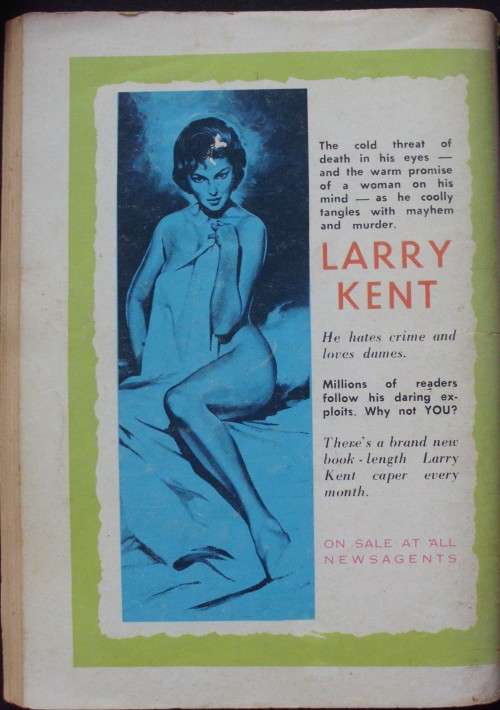 The cold threat of
death in his eyes —
and the warm promise
of a woman on his
mind — as he coolly
tangles with mayhem
and murder.
LARRY
KENT
He hates crime and
loves dames.
Millions of readers
follow his daring ex-
ploits. Why not YOU?
There's a brand new
book-length Larry
Kent caper every
month.
ON SALE AT ALL
NEWSAGENTS